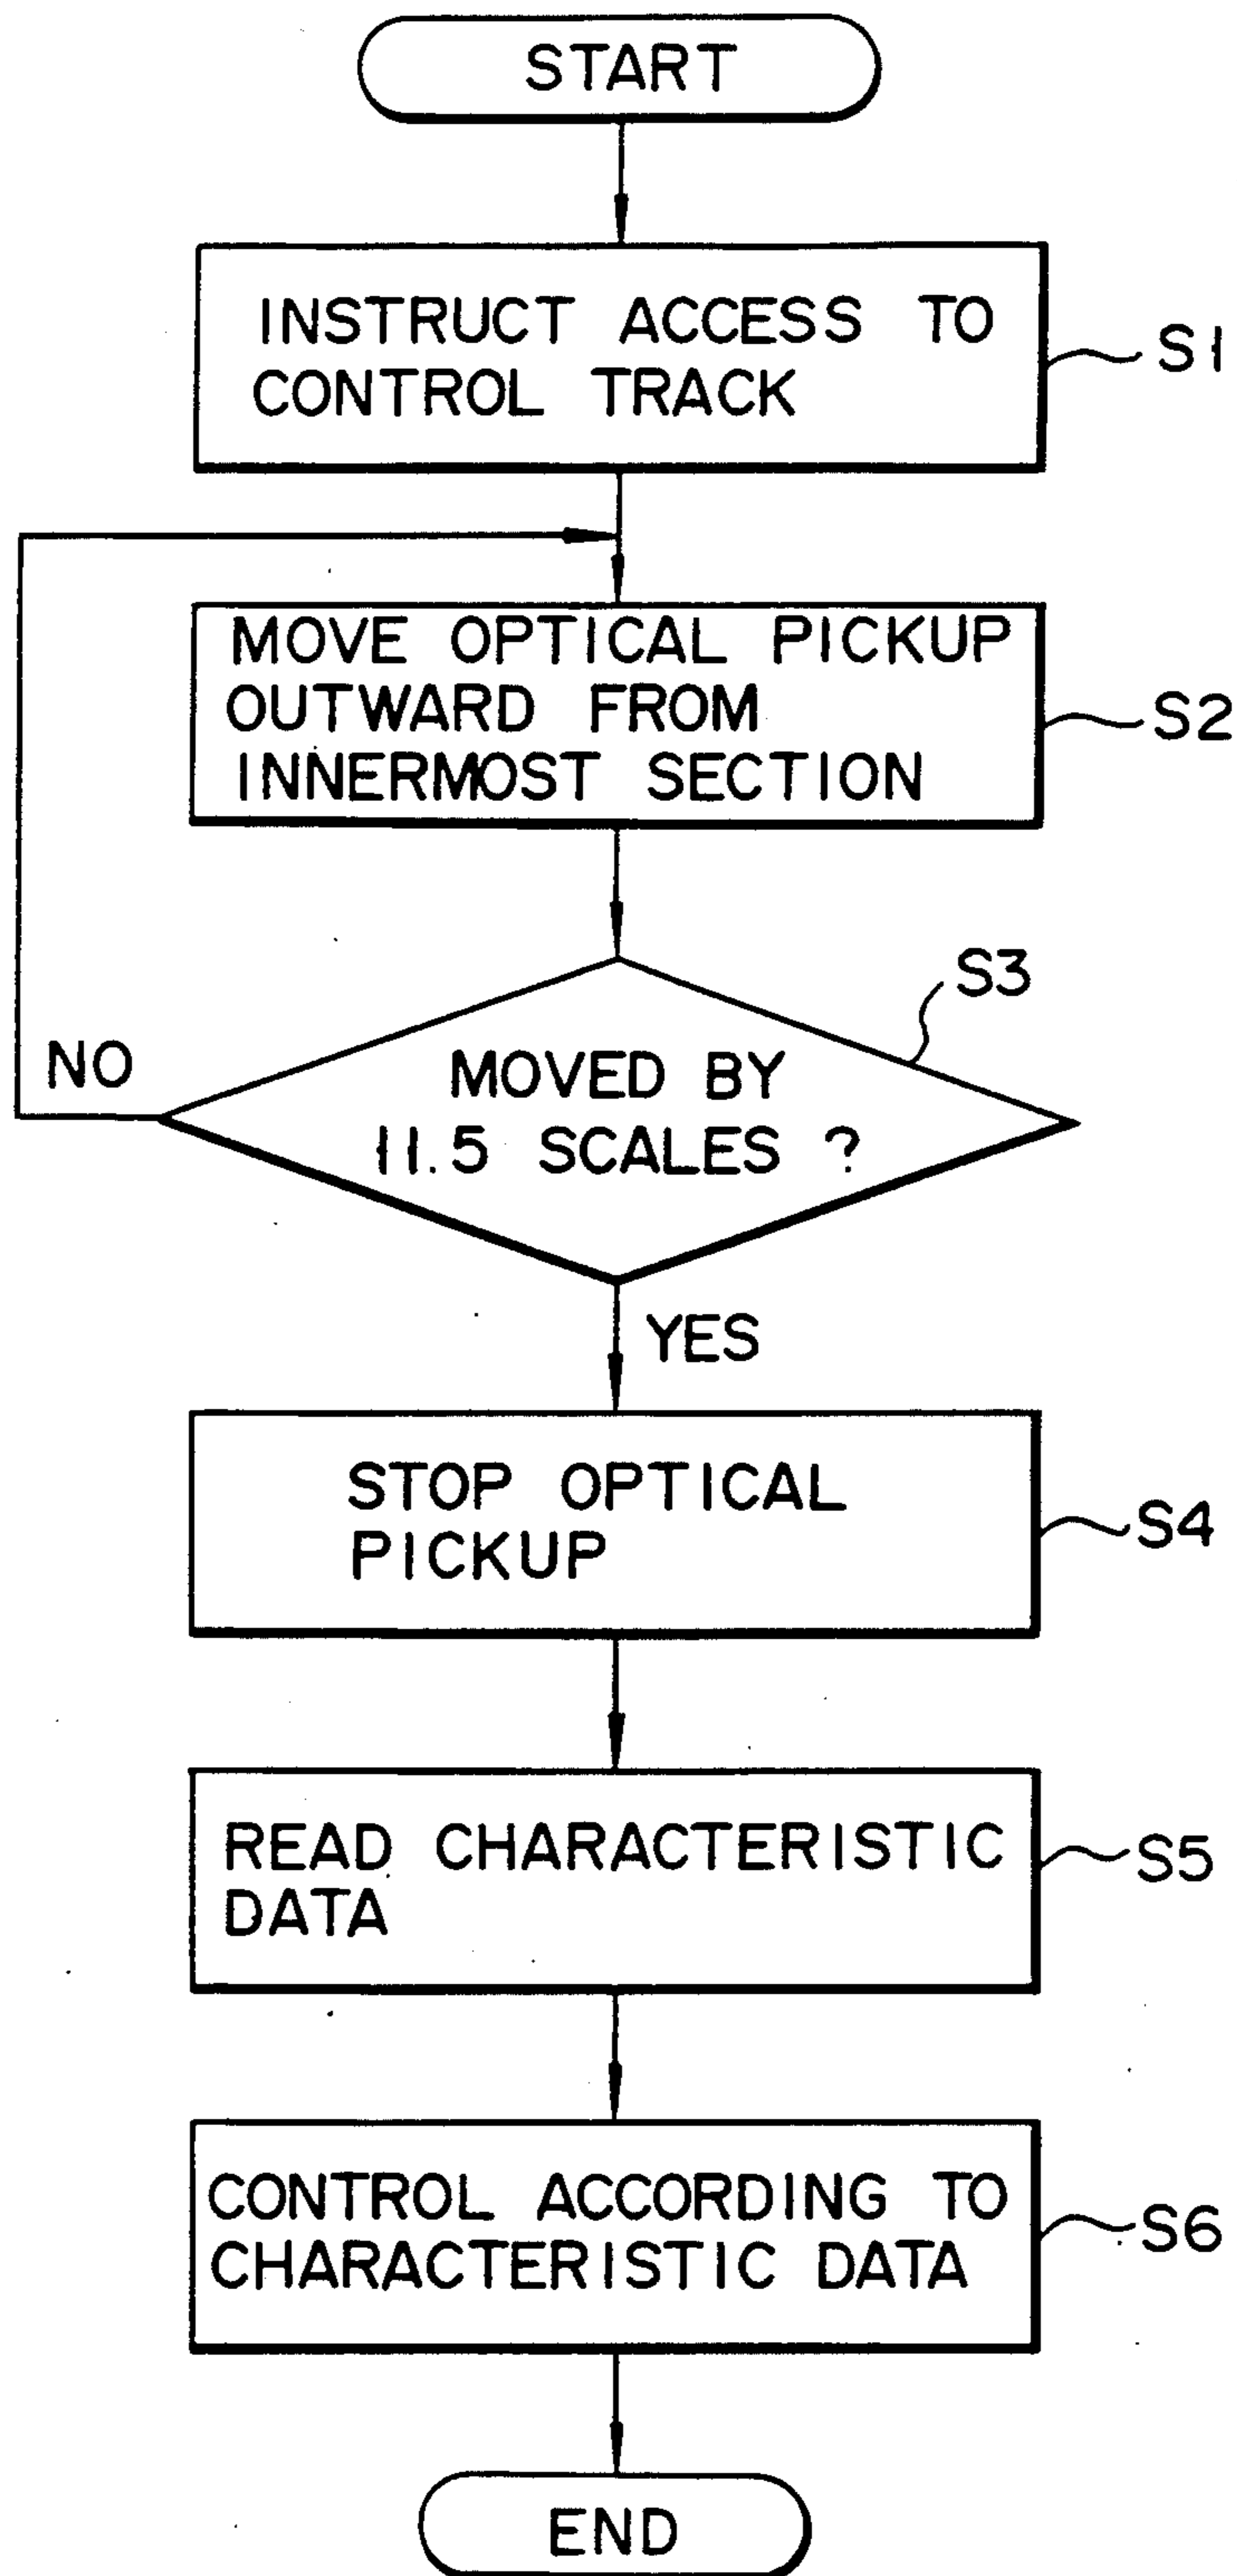 START
INSTRUCT ACCESS TO
CONTROL TRACK
S1
MOVE OPTICAL PICKUP
OUTWARD FROM
INNERMOST SECTION
S2
S3
NO
MOVED BY
11.5 SCALES ?
YES
STOP OPTICAL
PICKUP
S4
READ CHARACTERISTIC
DATA
S5
CONTROL ACCORDING TO
CHARACTERISTIC DATA
S6
END